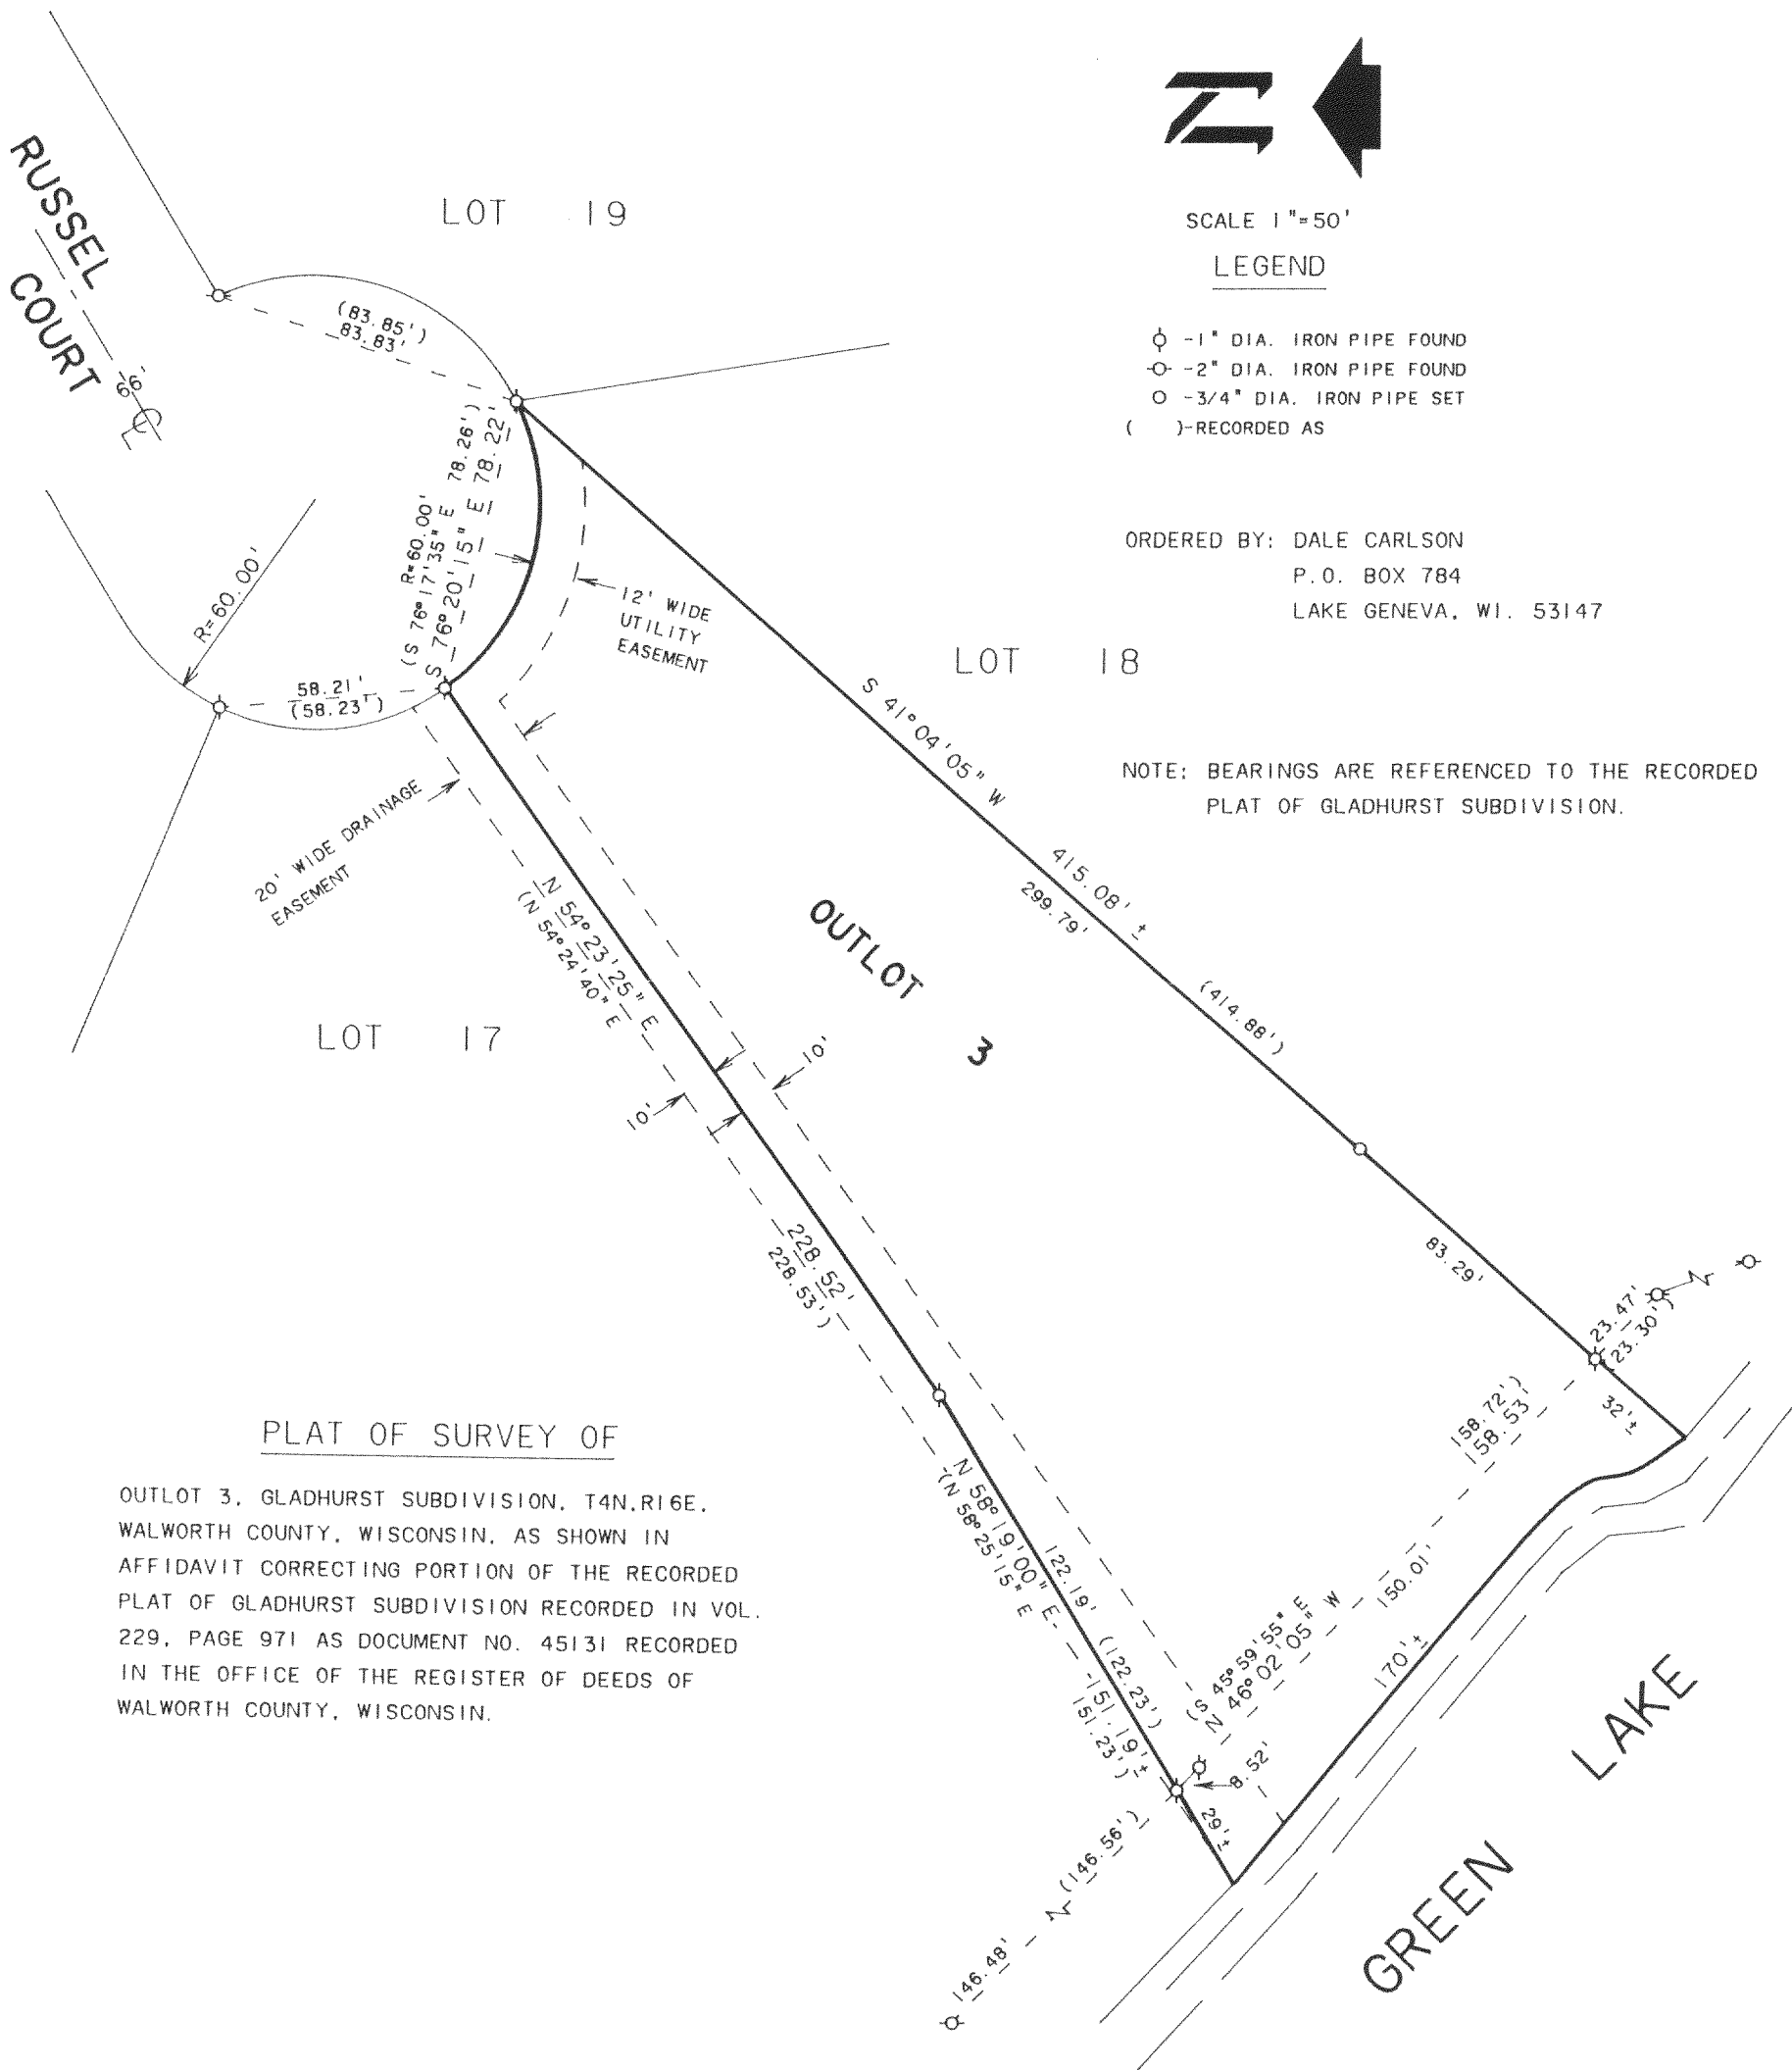 RUSSEL
COURT
66'
LOT 19
(83.85')
83.83'
R=60.00'
58.21'
(58.23')
R=60.00'
(S 76°17'35" E 78.26')
S 76°20'15" E 78.22'
12' WIDE
UTILITY
EASEMENT
20' WIDE DRAINAGE
EASEMENT
N
SCALE 1"=50'
LEGEND
-1" DIA. IRON PIPE FOUND
-2" DIA. IRON PIPE FOUND
-3/4" DIA. IRON PIPE SET
( )-RECORDED AS
ORDERED BY: DALE CARLSON
P.O. BOX 784
LAKE GENEVA, WI. 53147
LOT 18
NOTE: BEARINGS ARE REFERENCED TO THE RECORDED
PLAT OF GLADHURST SUBDIVISION.
S 41°04'05" W
415.08' ±
299.79'
(414.88')
83.29'
OUTLOT 3
LOT 17
N 54°23'25" E
(N 54°24'40" E
10'
10'
228.52'
228.53')
23.47'
(23.30')
32'±
158.72')
158.53'
150.01'
N 58°19'00" E
(N 58°25'15" E
122.19' (122.23')
151.19'±
151.23')
(S 45°59'55" E
N 46°02'05" W
8.52'
29'±
170'±
(146.56')
146.48'
GREEN LAKE
PLAT OF SURVEY OF
OUTLOT 3, GLADHURST SUBDIVISION, T4N,R16E,
WALWORTH COUNTY, WISCONSIN, AS SHOWN IN
AFFIDAVIT CORRECTING PORTION OF THE RECORDED
PLAT OF GLADHURST SUBDIVISION RECORDED IN VOL.
229, PAGE 971 AS DOCUMENT NO. 45131 RECORDED
IN THE OFFICE OF THE REGISTER OF DEEDS OF
WALWORTH COUNTY, WISCONSIN.